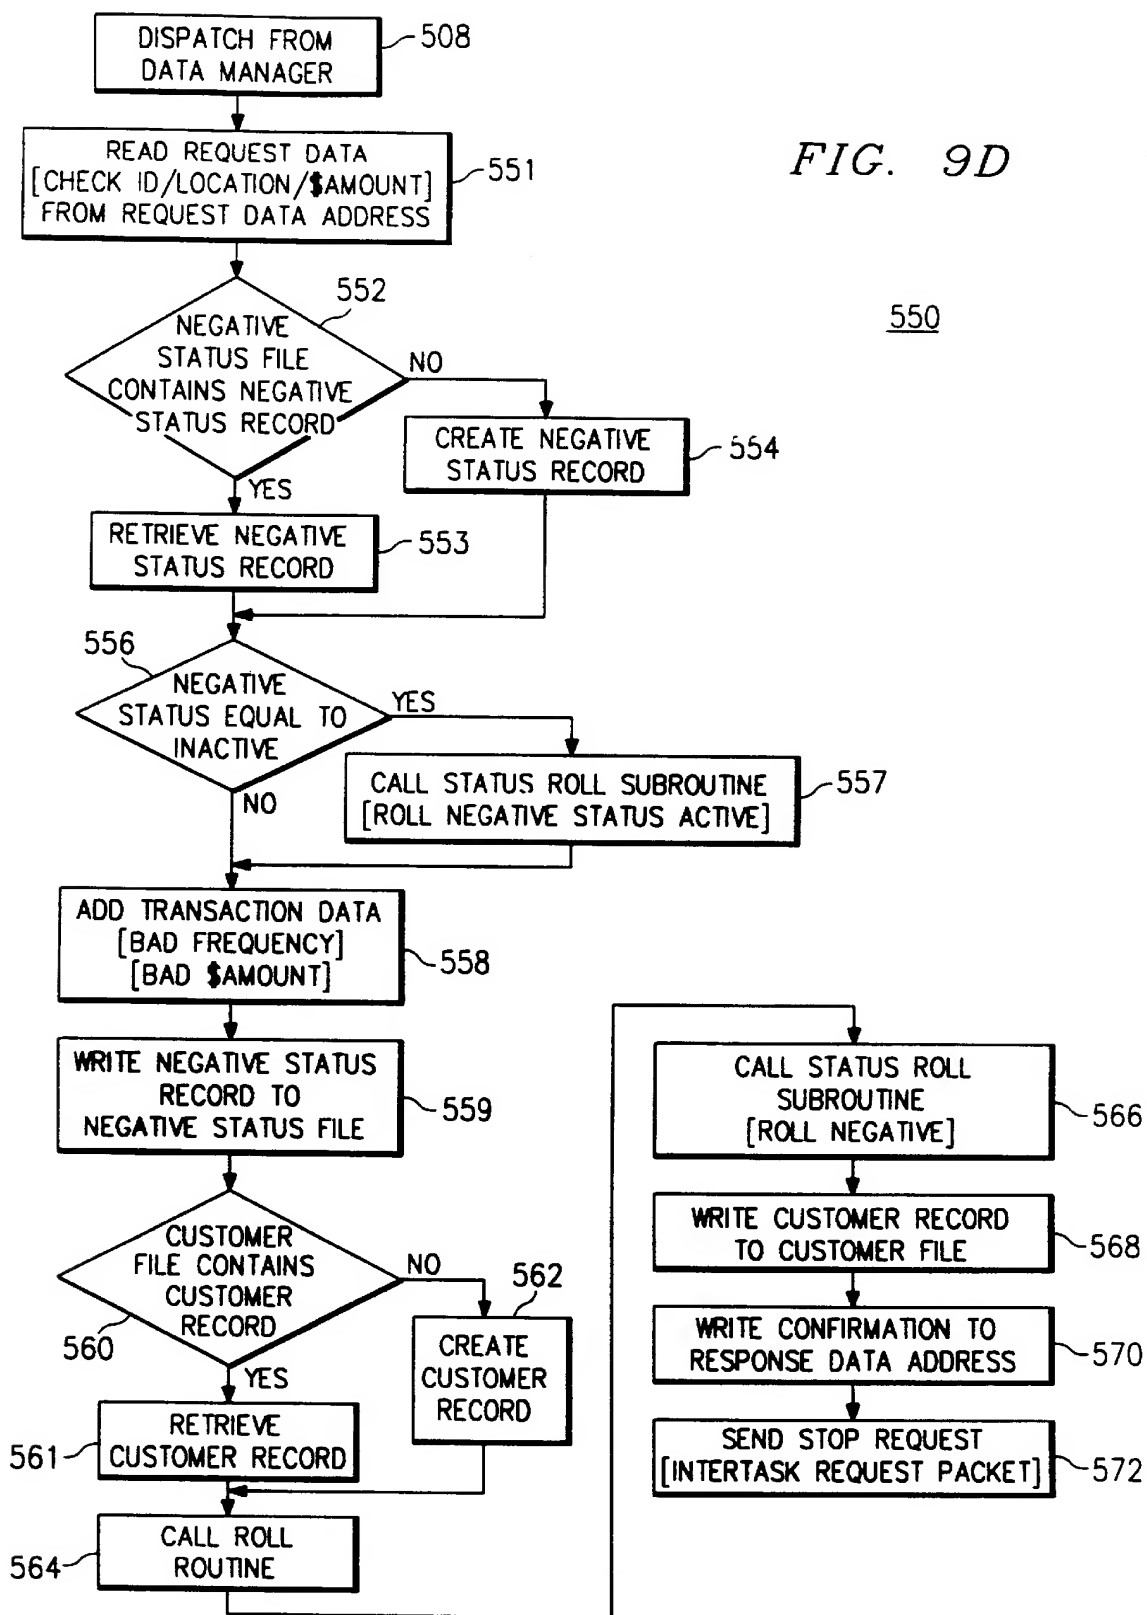 DISPATCH FROM
DATA MANAGER
508
READ REQUEST DATA
[CHECK ID/LOCATION/$AMOUNT]
FROM REQUEST DATA ADDRESS
551
FIG. 9D
550
552
NEGATIVE
STATUS FILE
CONTAINS NEGATIVE
STATUS RECORD
NO
YES
CREATE NEGATIVE
STATUS RECORD
554
RETRIEVE NEGATIVE
STATUS RECORD
553
556
NEGATIVE
STATUS EQUAL TO
INACTIVE
YES
NO
CALL STATUS ROLL SUBROUTINE
[ROLL NEGATIVE STATUS ACTIVE]
557
ADD TRANSACTION DATA
[BAD FREQUENCY]
[BAD $AMOUNT]
558
WRITE NEGATIVE STATUS
RECORD TO
NEGATIVE STATUS FILE
559
CUSTOMER
FILE CONTAINS
CUSTOMER
RECORD
560
NO
YES
562
CREATE
CUSTOMER
RECORD
RETRIEVE
CUSTOMER RECORD
561
CALL ROLL
ROUTINE
564
CALL STATUS ROLL
SUBROUTINE
[ROLL NEGATIVE]
566
WRITE CUSTOMER RECORD
TO CUSTOMER FILE
568
WRITE CONFIRMATION TO
RESPONSE DATA ADDRESS
570
SEND STOP REQUEST
[INTERTASK REQUEST PACKET]
572